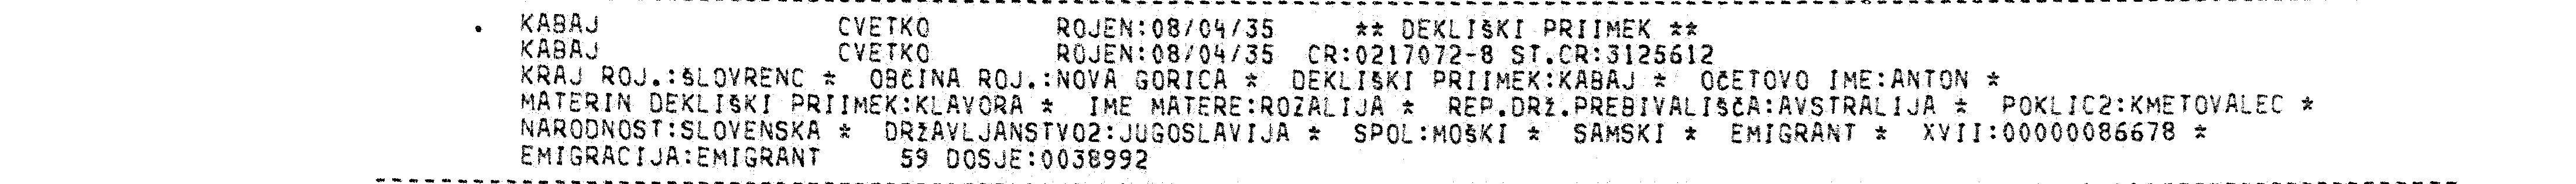 . KABAJ CVETKO ROJEN:08/04/35 ** DEKLIŠKI PRIIMEK **
KABAJ CVETKO ROJEN:08/04/35 CR:0217072-8 ST.CR:3125612
KRAJ ROJ.:ŠLOVRENC * OBČINA ROJ.:NOVA GORICA * DEKLIŠKI PRIIMEK:KABAJ * OČETOVO IME:ANTON *
MATERIN DEKLIŠKI PRIIMEK:KLAVORA * IME MATERE:ROZALIJA * REP.DRŽ.PREBIVALIŠČA:AVSTRALIJA * POKLIC2:KMETOVALEC *
NARODNOST:SLOVENSKA * DRŽAVLJANSTVO2:JUGOSLAVIJA * SPOL:MOŠKI * SAMSKI * EMIGRANT * XVII:00000086678 *
EMIGRACIJA:EMIGRANT 59 DOSJE:0038992